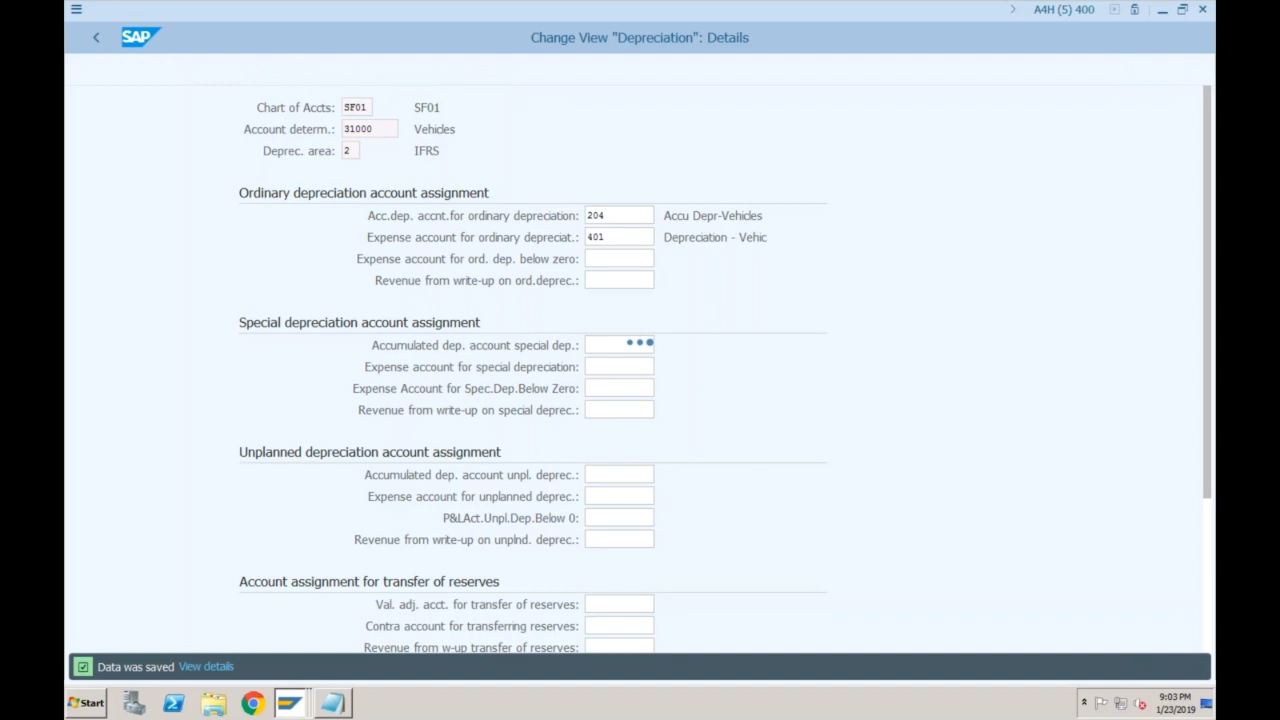 A4H (5) 400
SAP Change View "Depreciation": Details
Chart of Accts: SF01 SF01
Account determ.: 31000 Vehicles
Deprec. area: 2 IFRS
Ordinary depreciation account assignment
Acc.dep. accnt.for ordinary depreciation: 204 Accu Depr-Vehicles
Expense account for ordinary depreciat.: 401 Depreciation - Vehic
Expense account for ord. dep. below zero:
Revenue from write-up on ord.deprec.:
Special depreciation account assignment
Accumulated dep. account special dep.:
Expense account for special depreciation:
Expense Account for Spec.Dep.Below Zero:
Revenue from write-up on special deprec.:
Unplanned depreciation account assignment
Accumulated dep. account unpl. deprec.:
Expense account for unplanned deprec.:
P&LAct.Unpl.Dep.Below 0:
Revenue from write-up on unplnd. deprec.:
Account assignment for transfer of reserves
Val. adj. acct. for transfer of reserves:
Contra account for transferring reserves:
Revenue from w-up transfer of reserves:
Data was saved View details
Start
9:03 PM
1/23/2019